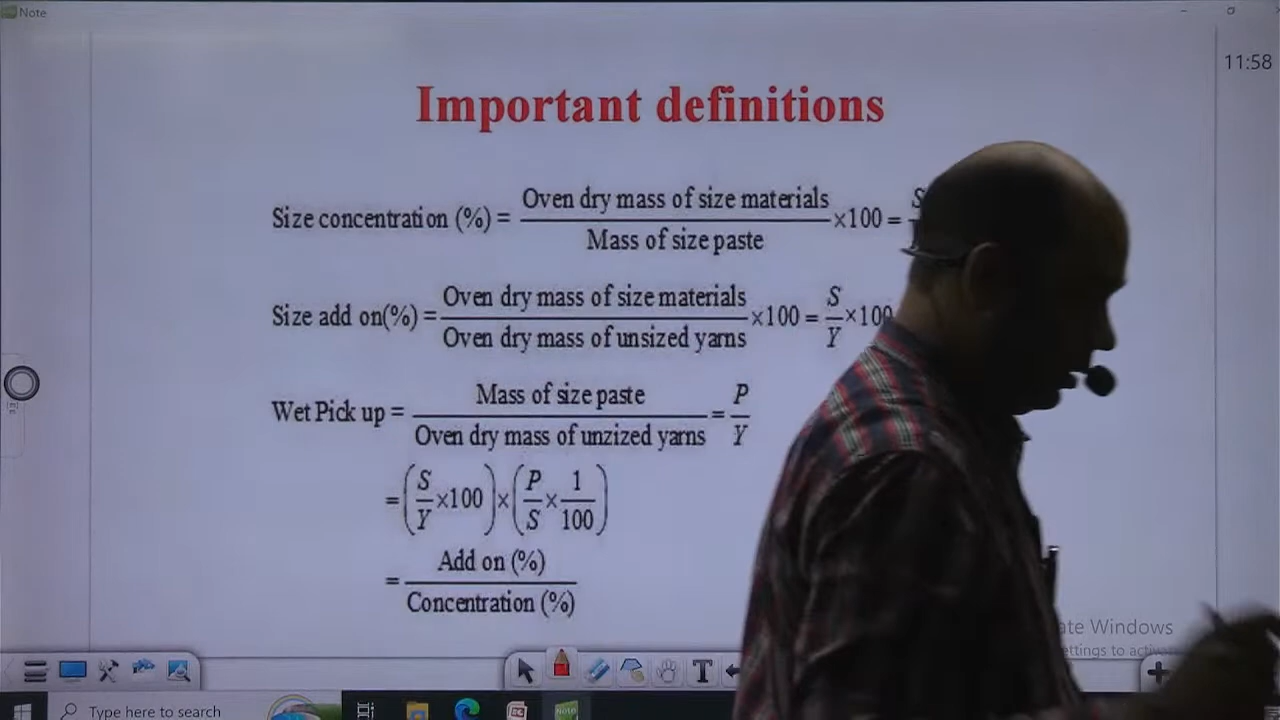 Note
11:58
Important definitions
Size concentration (%) = Oven dry mass of size materials / Mass of size paste ×100 =
Size add on(%) = Oven dry mass of size materials / Oven dry mass of unsized yarns ×100 = S/Y ×100
Wet Pick up = Mass of size paste / Oven dry mass of unzized yarns = P/Y
= (S/Y ×100) × (P/S × 1/100)
= Add on (%) / Concentration (%)
ate Windows
ettings to
Type here to search